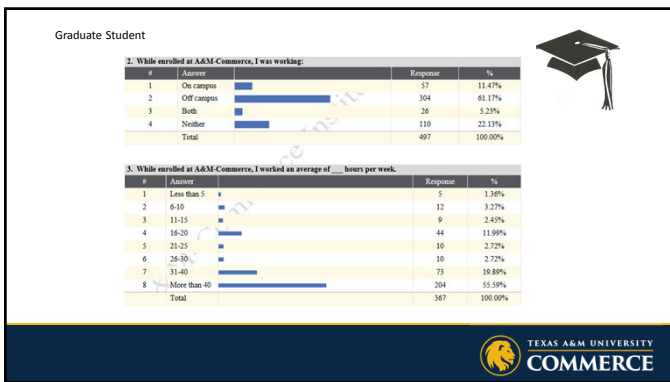 Graduate Student
2. While enrolled at A&M-Commerce, I was working:
# Answer Response %
1 On campus 57 11.47%
2 Off campus 304 61.17%
3 Both 26 5.23%
4 Neither 110 22.13%
Total 497 100.00%
3. While enrolled at A&M-Commerce, I worked an average of ___ hours per week.
# Answer Response %
1 Less than 5 5 1.36%
2 6-10 12 3.27%
3 11-15 9 2.45%
4 16-20 44 11.99%
5 21-25 10 2.72%
6 26-30 10 2.72%
7 31-40 73 19.89%
8 More than 40 204 55.59%
Total 367 100.00%
TEXAS A&M UNIVERSITY
COMMERCE